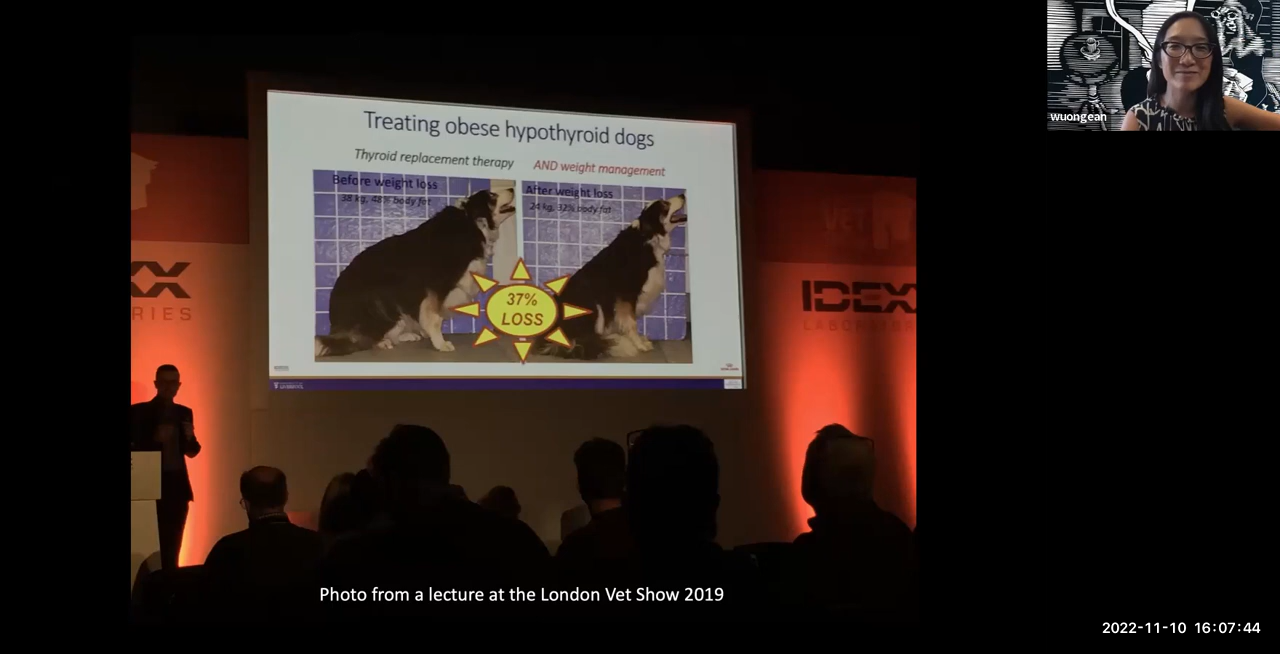 wuongean
Treating obese hypothyroid dogs
Thyroid replacement therapy AND weight management
Before weight loss
38 kg, 48% body fat
After weight loss
24 kg, 32% body fat
37%
LOSS
XX
RIES
IDEXX
Photo from a lecture at the London Vet Show 2019
2022-11-10 16:07:44